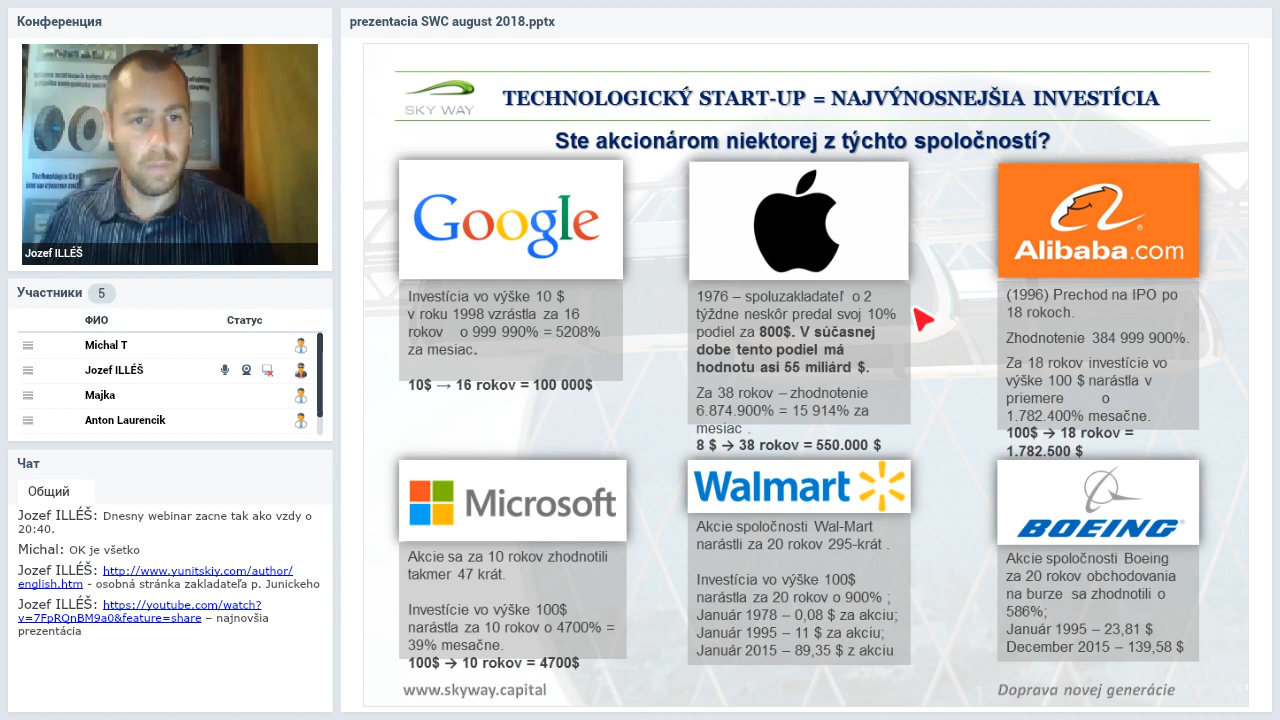 Конференция
Jozef ILLÉŠ
Участники 5
ФИО Статус
Michal T
Jozef ILLÉŠ
Majka
Anton Laurencik
Чат
Общий
Jozef ILLÉŠ: Dnesny webinar zacne tak ako vzdy o
20:40.
Michal: OK je všetko
Jozef ILLÉŠ: http://www.yunitskiy.com/author/
english.htm - osobná stránka zakladateľa p. Junickeho
Jozef ILLÉŠ: https://youtube.com/watch?
v=7FpRQnBM9a0&feature=share – najnovšia
prezentácia
prezentacia SWC august 2018.pptx
SKY WAY
TECHNOLOGICKÝ START-UP = NAJVÝNOSNEJŠIA INVESTÍCIA
Ste akcionárom niektorej z týchto spoločností?
Google
Investícia vo výške 10 $
v roku 1998 vzrástla za 16
rokov o 999 990% = 5208%
za mesiac.
10$ → 16 rokov = 100 000$
1976 – spoluzakladateľ o 2
týždne neskôr predal svoj 10%
podiel za 800$. V súčasnej
dobe tento podiel má
hodnotu asi 55 miliárd $.
Za 38 rokov – zhodnotenie
6.874.900% = 15 914% za
mesiac .
8 $ → 38 rokov = 550.000 $
Alibaba.com
(1996) Prechod na IPO po
18 rokoch.
Zhodnotenie 384 999 900%.
Za 18 rokov investície vo
výške 100 $ narástla v
priemere o
1.782.400% mesačne.
100$ → 18 rokov =
1.782.500 $
Microsoft
Akcie sa za 10 rokov zhodnotili
takmer 47 krát.
Investície vo výške 100$
narástla za 10 rokov o 4700% =
39% mesačne.
100$ → 10 rokov = 4700$
Walmart
Akcie spoločnosti Wal-Mart
narástli za 20 rokov 295-krát .
Investícia vo výške 100$
narástla za 20 rokov o 900% ;
Január 1978 – 0,08 $ za akciu;
Január 1995 – 11 $ za akciu;
Január 2015 – 89,35 $ z akciu
BOEING
Akcie spoločnosti Boeing
za 20 rokov obchodovania
na burze sa zhodnotili o
586%;
Január 1995 – 23,81 $
December 2015 – 139,58 $
www.skyway.capital
Doprava novej generácie